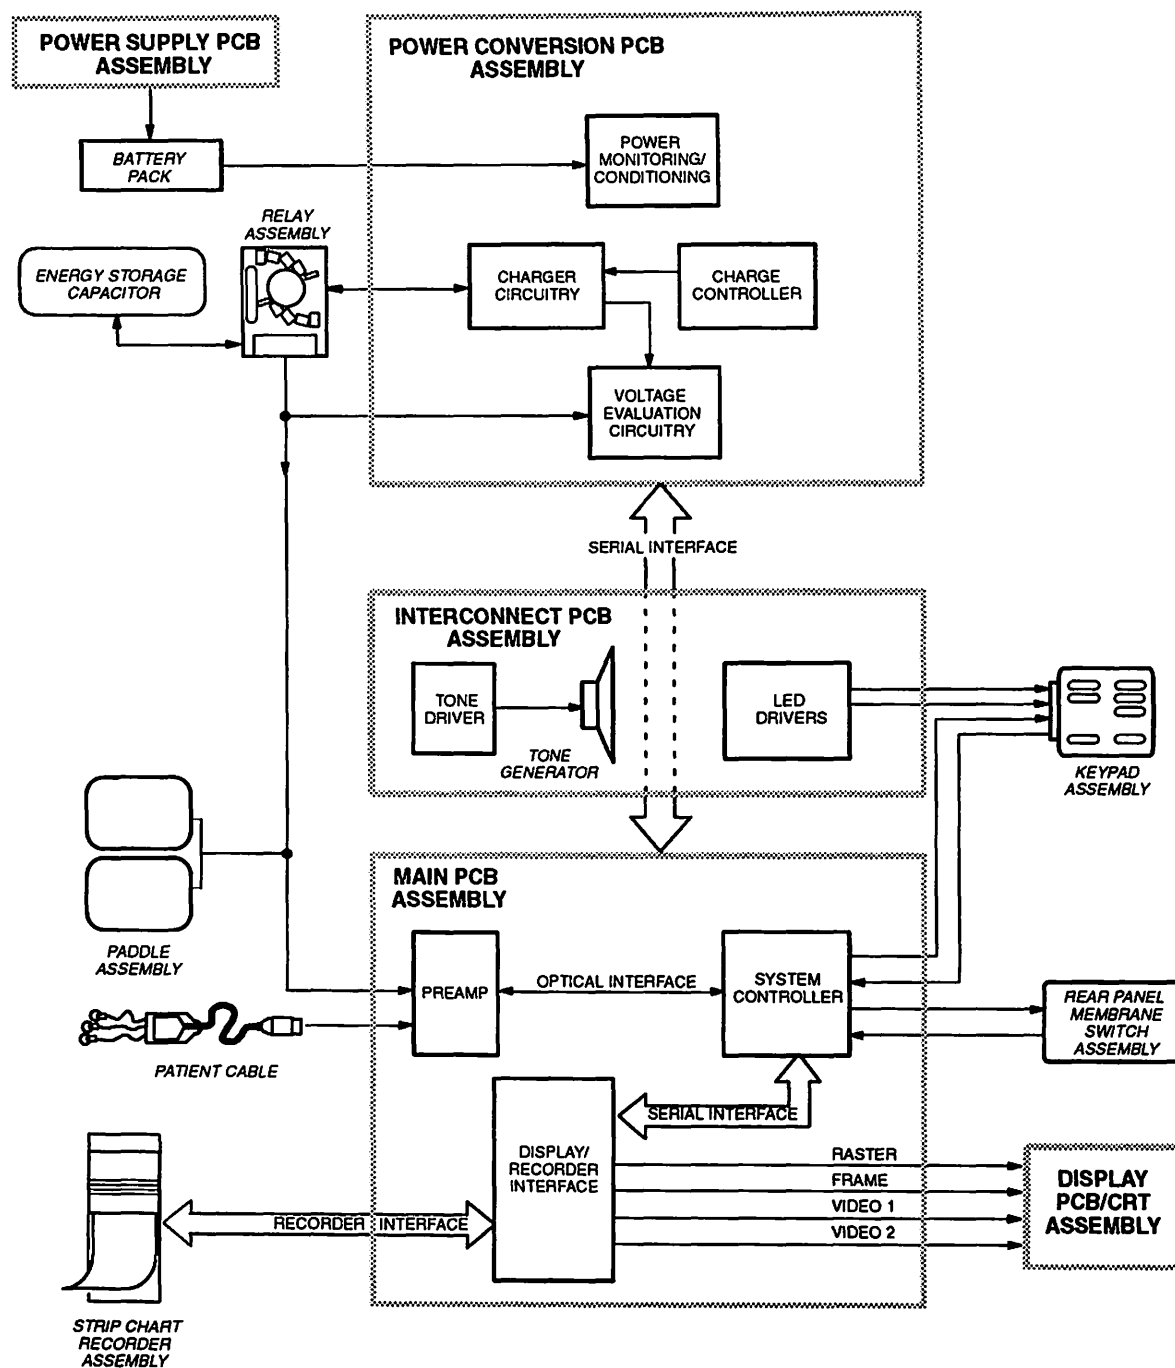 POWER SUPPLY PCB
ASSEMBLY
POWER CONVERSION PCB
ASSEMBLY
BATTERY
PACK
POWER
MONITORING/
CONDITIONING
RELAY
ASSEMBLY
ENERGY STORAGE
CAPACITOR
CHARGER
CIRCUITRY
CHARGE
CONTROLLER
VOLTAGE
EVALUATION
CIRCUITRY
SERIAL INTERFACE
INTERCONNECT PCB
ASSEMBLY
TONE
DRIVER
TONE
GENERATOR
LED
DRIVERS
KEYPAD
ASSEMBLY
MAIN PCB
ASSEMBLY
PADDLE
ASSEMBLY
PREAMP
OPTICAL INTERFACE
SYSTEM
CONTROLLER
REAR PANEL
MEMBRANE
SWITCH
ASSEMBLY
PATIENT CABLE
SERIAL INTERFACE
DISPLAY/
RECORDER
INTERFACE
RASTER
FRAME
VIDEO 1
VIDEO 2
DISPLAY
PCB/CRT
ASSEMBLY
RECORDER INTERFACE
STRIP CHART
RECORDER
ASSEMBLY